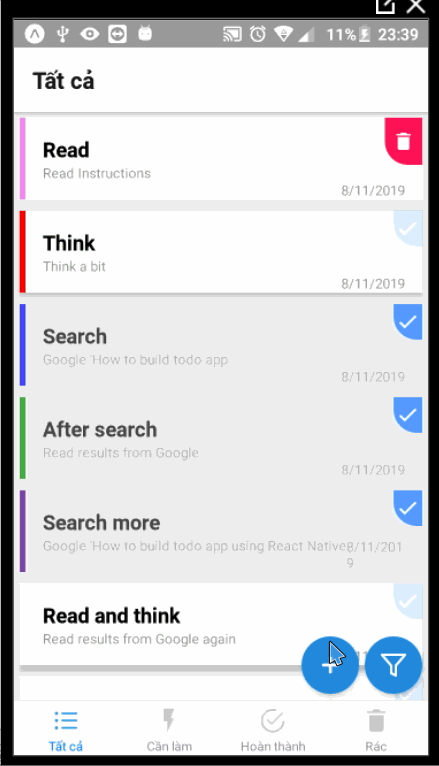 11% 23:39
Tất cả
Read
Read Instructions
8/11/2019
Think
Think a bit
8/11/2019
Search
Google 'How to build todo app
8/11/2019
After search
Read results from Google
8/11/2019
Search more
Google 'How to build todo app using React Native8/11/201
9
Read and think
Read results from Google again
Tất cả
Cần làm
Hoàn thành
Rác